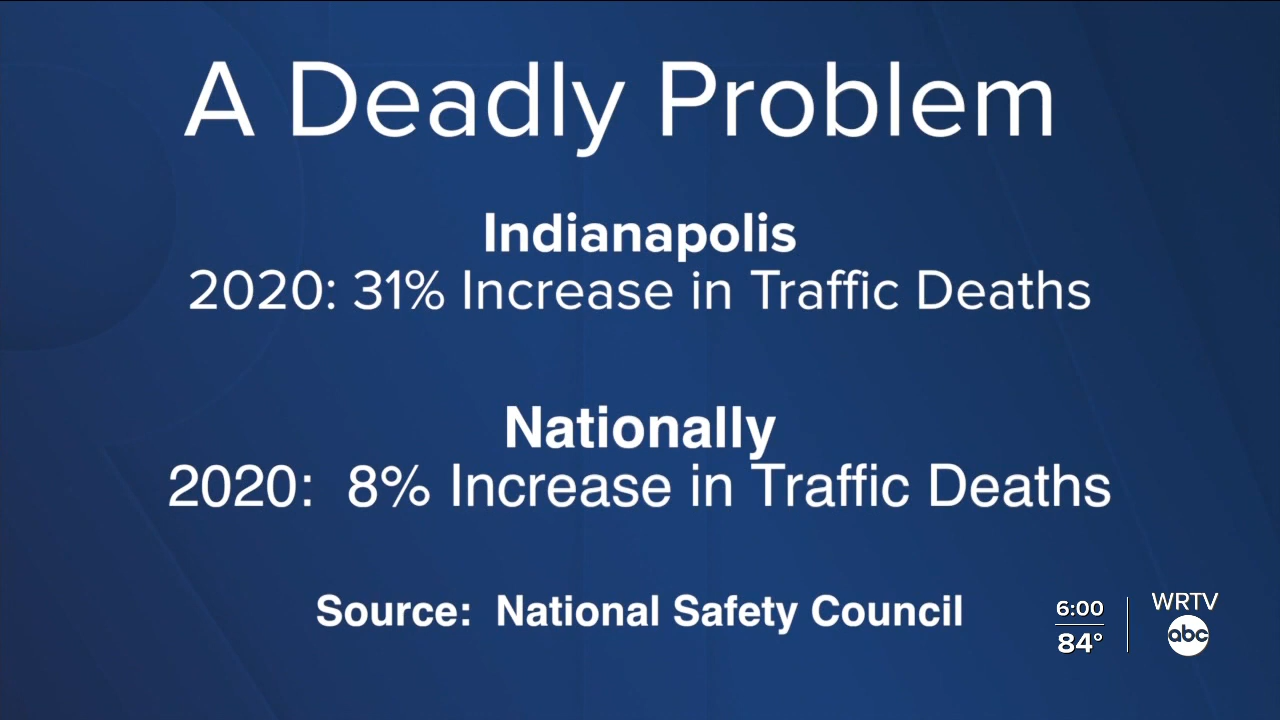 A Deadly Problem
Indianapolis
2020: 31% Increase in Traffic Deaths
Nationally
2020:  8% Increase in Traffic Deaths
Source:  National Safety Council
6:00
84°
WRTV
abc